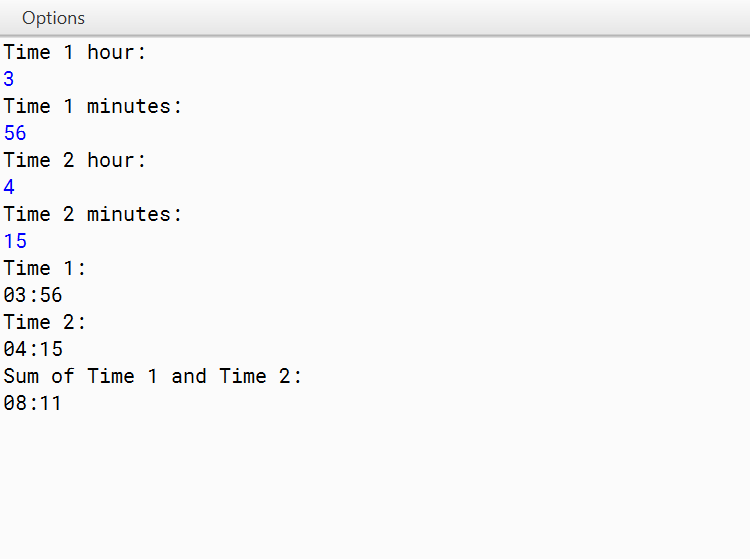 Options
Time 1 hour:
3
Time 1 minutes:
56
Time 2 hour:
4
Time 2 minutes:
15
Time 1:
03:56
Time 2:
04:15
Sum of Time 1 and Time 2:
08:11